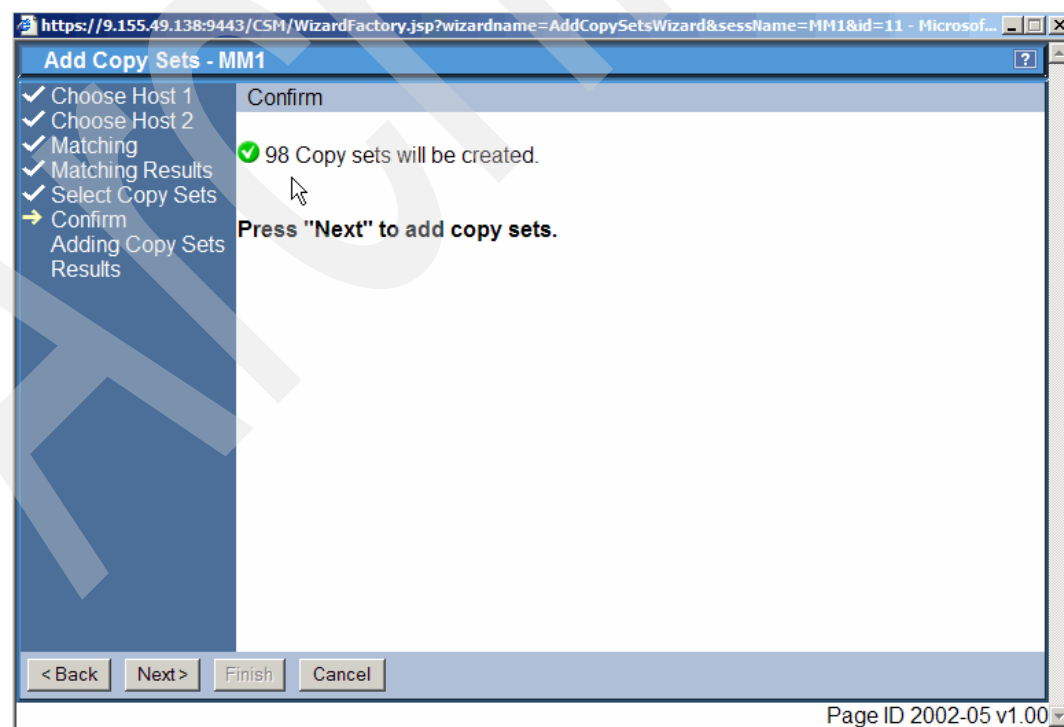 https://9.155.49.138:9443/CSM/WizardFactory.jsp?wizardname=AddCopySetsWizard&sessName=MM1&id=11 - Microsof...
Add Copy Sets - MM1
?
Choose Host 1
Choose Host 2
Matching
Matching Results
Select Copy Sets
Confirm
Adding Copy Sets
Results
Confirm
98 Copy sets will be created.
Press "Next" to add copy sets.
< Back
Next >
Finish
Cancel
Page ID 2002-05 v1.00